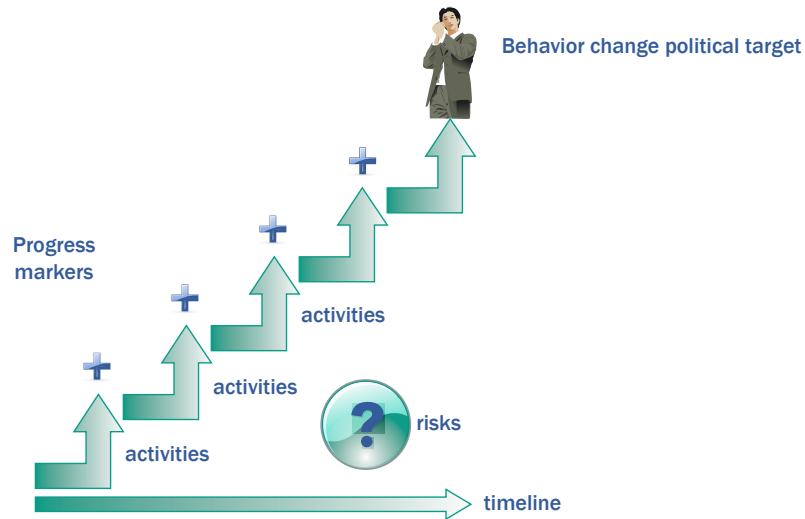 Behavior change political target
Progress
markers
activities
activities
activities
?
risks
timeline